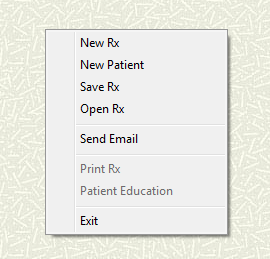 New Rx
New Patient
Save Rx
Open Rx
Send Email
Print Rx
Patient Education
Exit